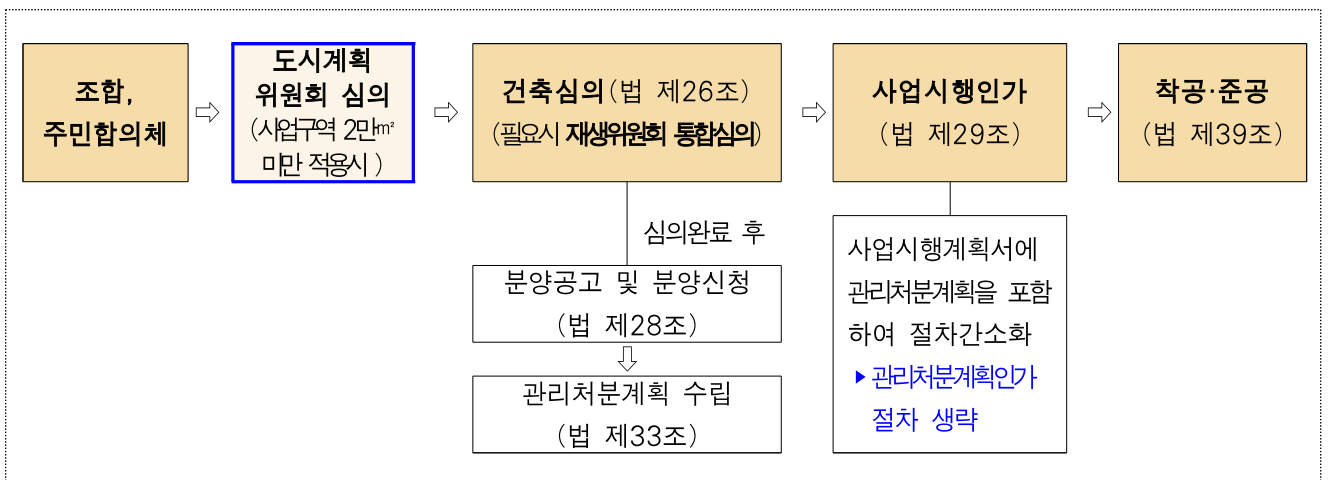 조합,
주민합의체
도시계획
위원회 심의
(사업구역 2만㎡
미만 적용시 )
건축심의(법 제26조)
(필요시 재생위원회 통합심의)
사업시행인가
(법 제29조)
착공·준공
(법 제39조)
심의완료 후
분양공고 및 분양신청
(법 제28조)
관리처분계획 수립
(법 제33조)
사업시행계획서에
관리처분계획을 포함
하여 절차간소화
▶관리처분계획인가
절차 생략